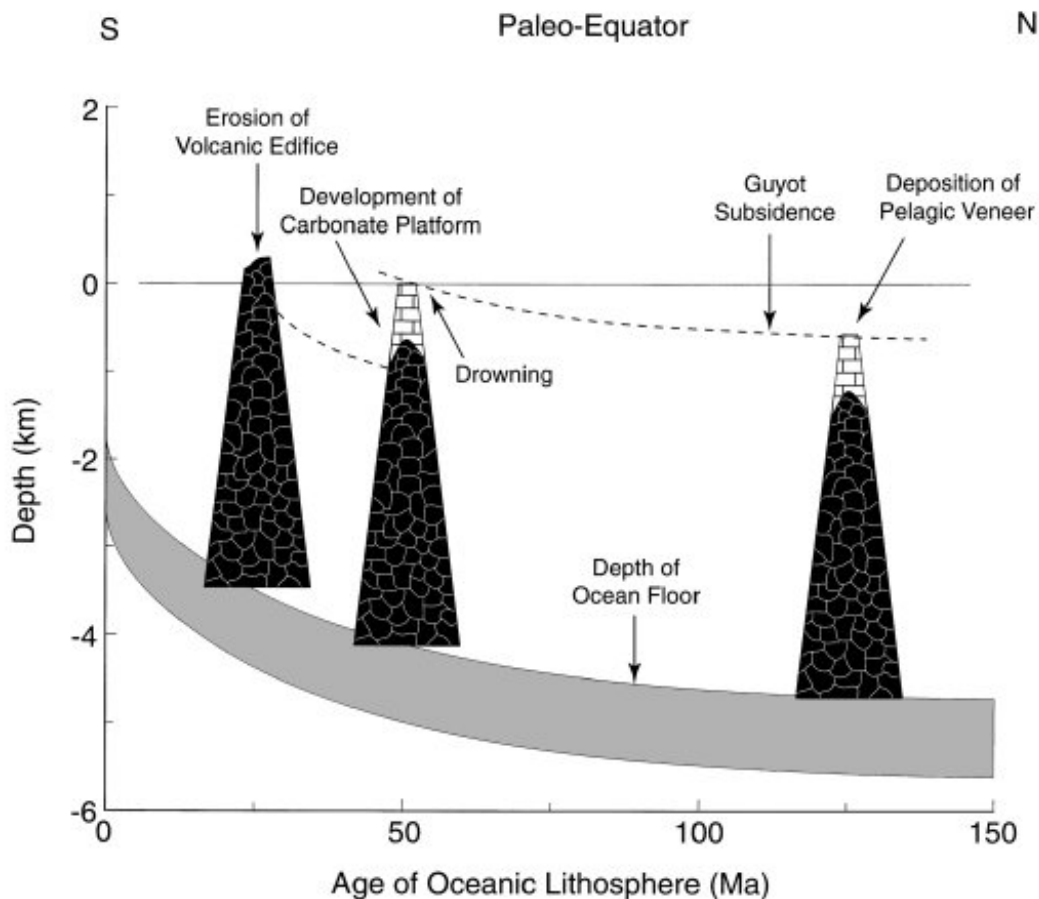 S
Paleo-Equator
N
2
Erosion of
Volcanic Edifice
Development of
Carbonate Platform
Guyot
Subsidence
Deposition of
Pelagic Veneer
0
Drowning
Depth (km)
-2
Depth of
Ocean Floor
-4
-6
0
50
100
150
Age of Oceanic Lithosphere (Ma)